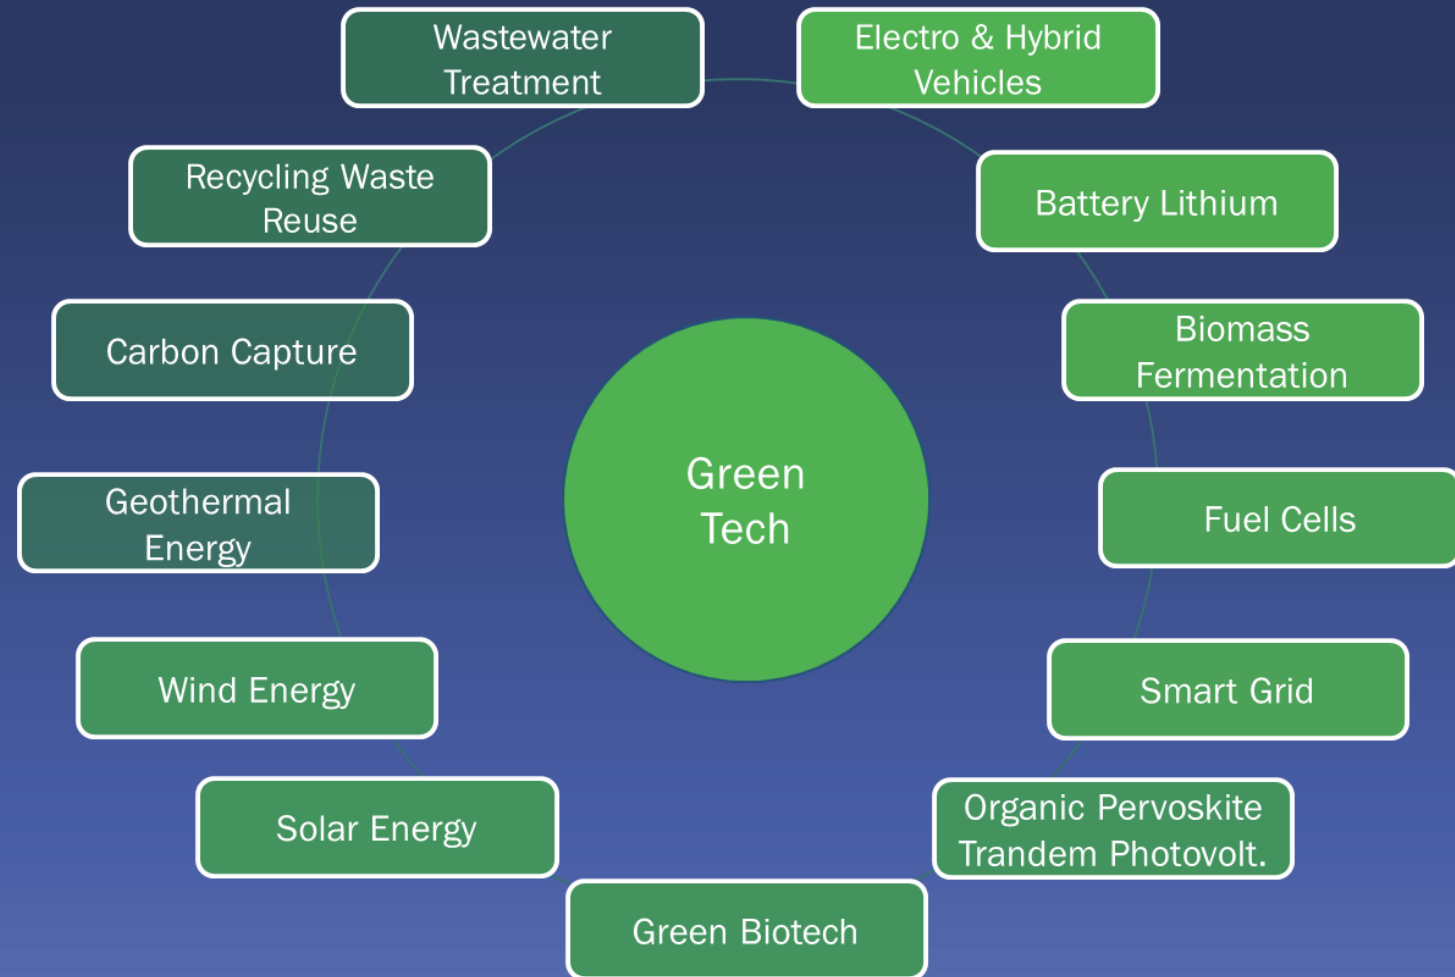 Wastewater
Treatment
Electro & Hybrid
Vehicles
Recycling Waste
Reuse
Battery Lithium
Carbon Capture
Biomass
Fermentation
Green
Tech
Geothermal
Energy
Fuel Cells
Wind Energy
Smart Grid
Solar Energy
Organic Pervoskite
Trandem Photovolt.
Green Biotech